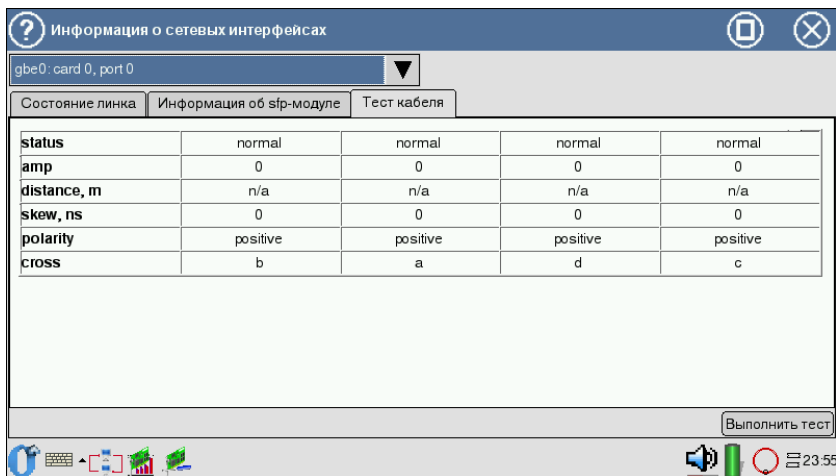 Информация о сетевых интерфейсах
gbe0: card 0, port 0
Состояние линка Информация об sfp-модуле Тест кабеля
status normal normal normal normal
amp 0 0 0 0
distance, m n/a n/a n/a n/a
skew, ns 0 0 0 0
polarity positive positive positive positive
cross b a d c
Выполнить тест
23:55